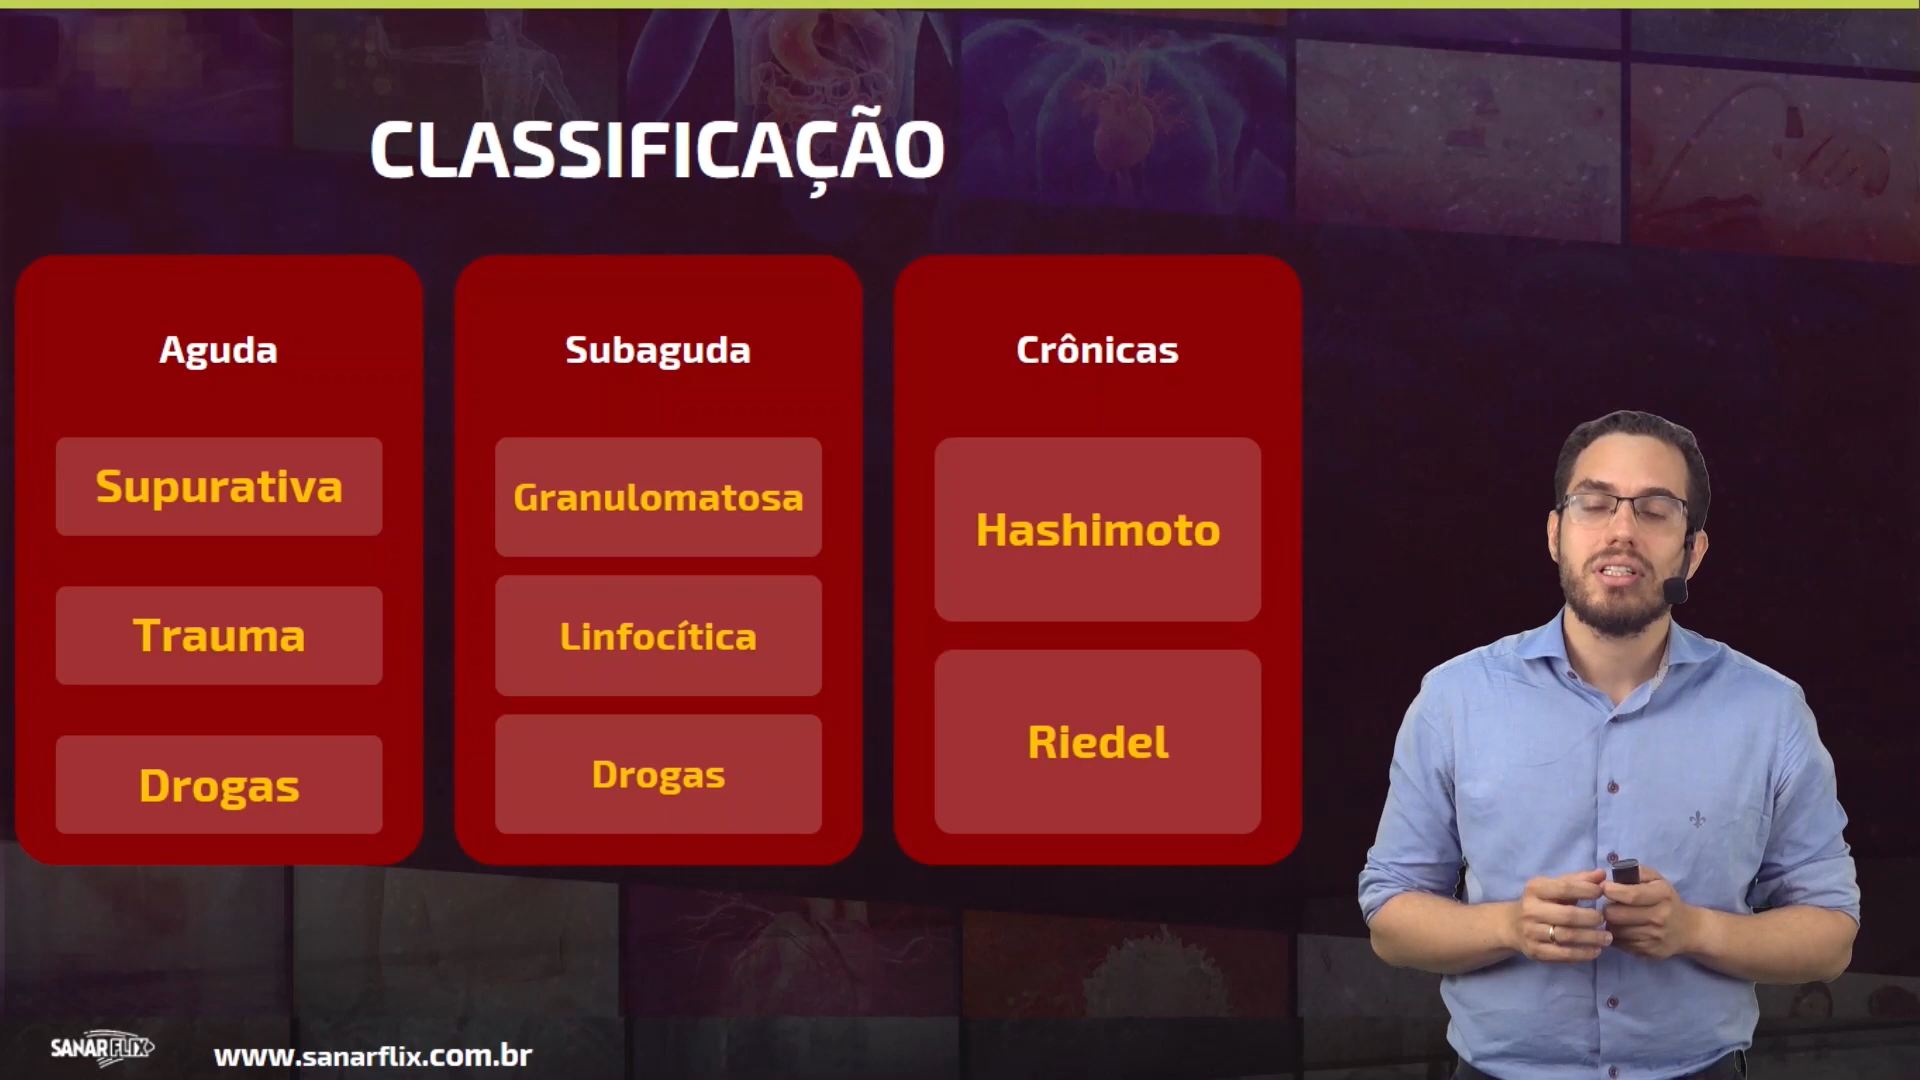 CLASSIFICAÇÃO
Aguda
Supurativa
Trauma
Drogas
Subaguda
Granulomatosa
Linfocítica
Drogas
Crônicas
Hashimoto
Riedel
SANARFLIX
www.sanarflix.com.br